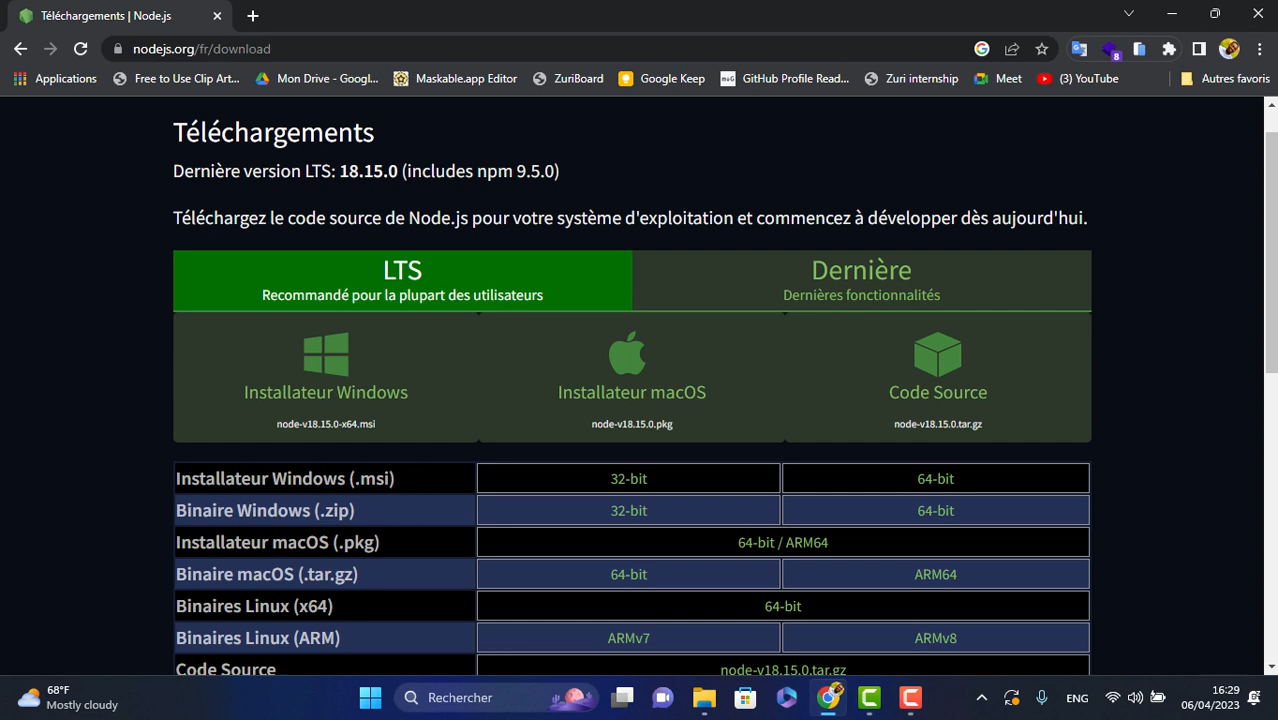 Téléchargements | Node.js
nodejs.org/fr/download
8
Applications
Free to Use Clip Art...
Mon Drive - Googl...
Maskable.app Editor
ZuriBoard
Google Keep
GitHub Profile Read...
Zuri internship
Meet
(3) YouTube
Autres favoris
Téléchargements
Dernière version LTS: 18.15.0 (includes npm 9.5.0)
Téléchargez le code source de Node.js pour votre système d'exploitation et commencez à développer dès aujourd'hui.
LTS
Recommandé pour la plupart des utilisateurs
Dernière
Dernières fonctionnalités
Installateur Windows
node-v18.15.0-x64.msi
Installateur macOS
node-v18.15.0.pkg
Code Source
node-v18.15.0.tar.gz
Installateur Windows (.msi) 32-bit 64-bit
Binaire Windows (.zip) 32-bit 64-bit
Installateur macOS (.pkg) 64-bit / ARM64
Binaire macOS (.tar.gz) 64-bit ARM64
Binaires Linux (x64) 64-bit
Binaires Linux (ARM) ARMv7 ARMv8
Code Source node-v18.15.0.tar.gz
68°F
Mostly cloudy
Rechercher
ENG
16:29
06/04/2023